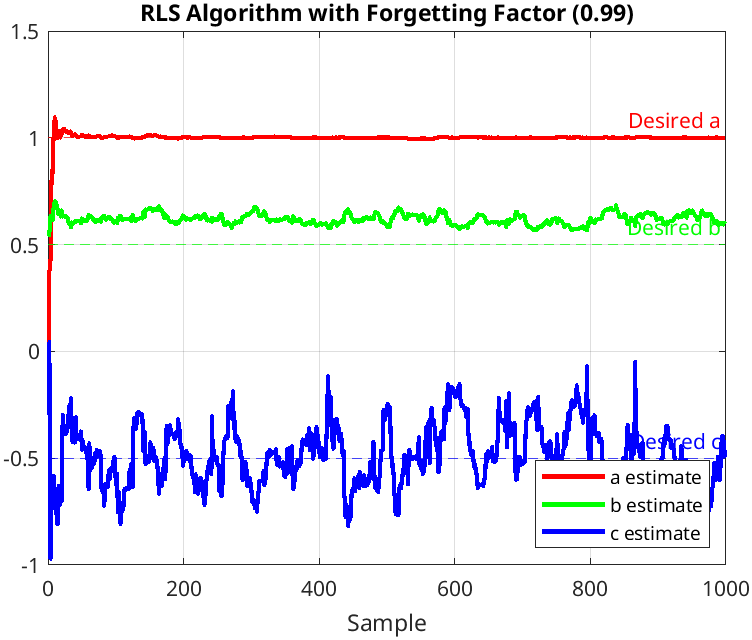 RLS Algorithm with Forgetting Factor (0.99)
1.5
1
0.5
0
-0.5
-1
Desired a
Desired b
Desired c
a estimate
b estimate
c estimate
0
200
400
600
800
1000
Sample